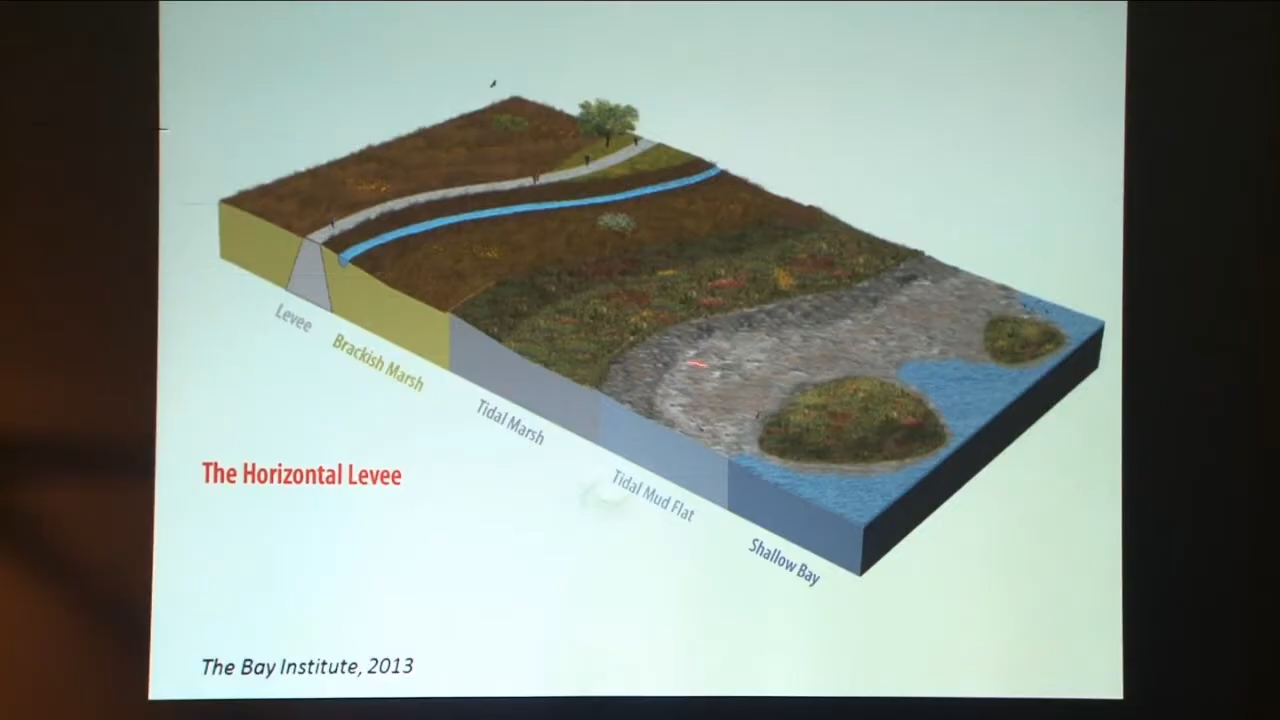 Levee
Brackish Marsh
Tidal Marsh
Tidal Mud Flat
Shallow Bay
The Horizontal Levee
The Bay Institute, 2013